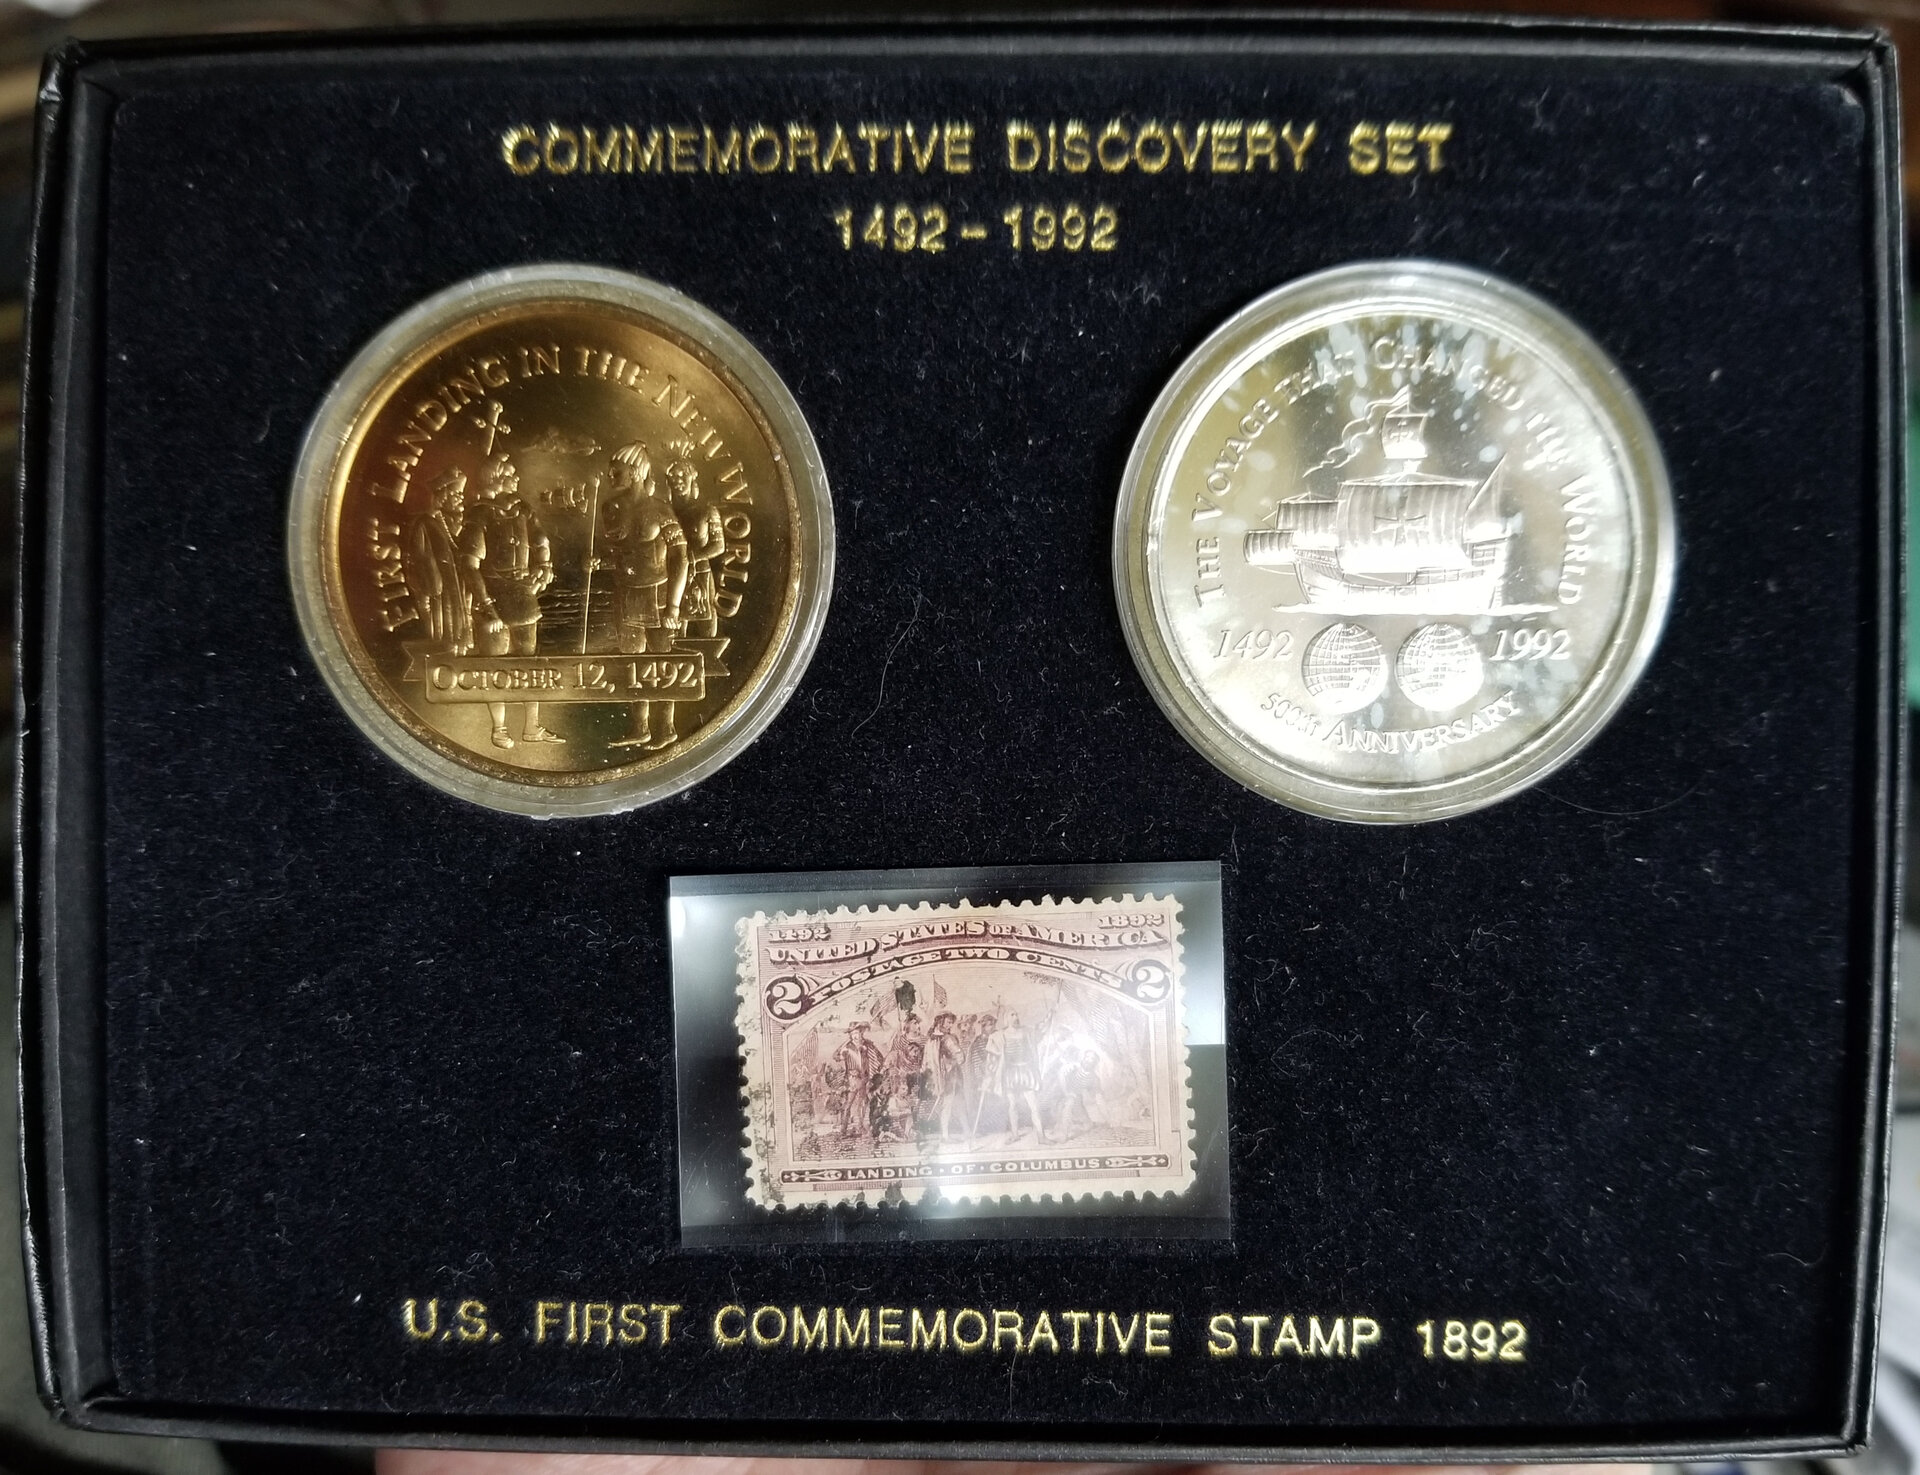 COMMEMORATIVE DISCOVERY SET
1492-1992
FIRST LANDING IN THE NEW WORLD
OCTOBER 12, 1492
THE VOYAGE THAT CHANGED THE WORLD
1492 1992
500th ANNIVERSARY
1492 1892
UNITED STATES OF AMERICA
POSTAGE TWO CENTS
2 2
LANDING · OF · COLUMBUS
U.S. FIRST COMMEMORATIVE STAMP 1892